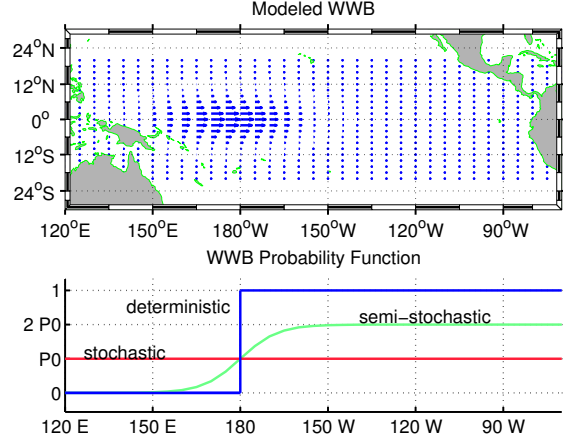 Modeled WWB
24°N
12°N
0°
12°S
24°S
120°E 150°E 180°W 150°W 120°W 90°W
WWB Probability Function
1
2 P0
P0
0
deterministic
semi−stochastic
stochastic
120 E 150 E 180 150 W 120 W 90 W